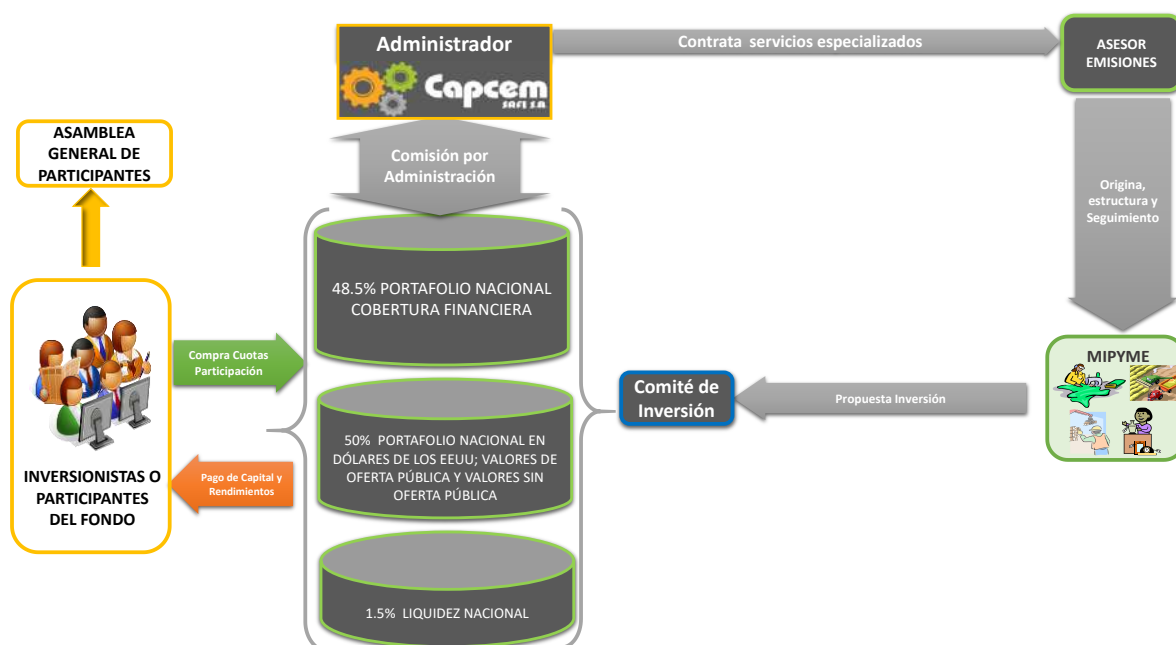 Administrador
Capcem
SAFI S.A.
Contrata servicios especializados
ASESOR
EMISIONES
ASAMBLEA
GENERAL DE
PARTICIPANTES
Comisión por
Administración
Origina,
estructura y
Seguimiento
48.5% PORTAFOLIO NACIONAL
COBERTURA FINANCIERA
Compra Cuotas
Participación
MIPYME
Comité de
Inversión
Propuesta Inversión
50% PORTAFOLIO NACIONAL EN
DÓLARES DE LOS EEUU; VALORES DE
OFERTA PÚBLICA Y VALORES SIN
OFERTA PÚBLICA
Pago de Capital y
Rendimientos
INVERSIONISTAS O
PARTICIPANTES
DEL FONDO
1.5% LIQUIDEZ NACIONAL